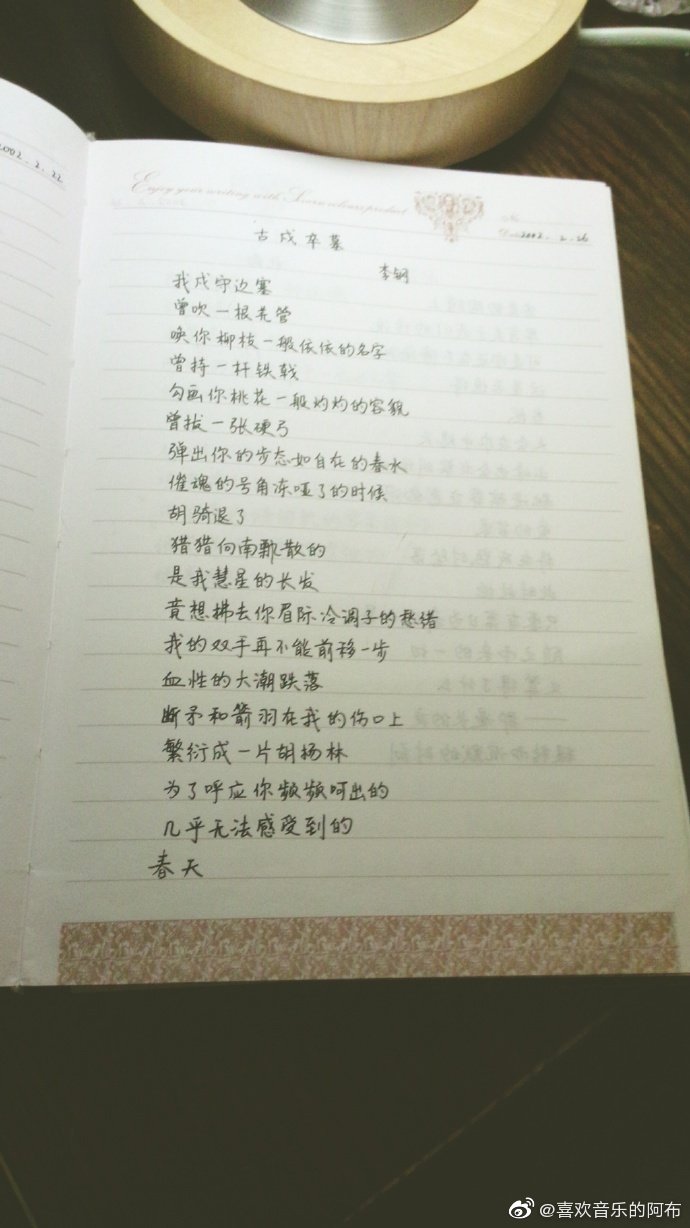 2002.2.22
Enjoy your writing with
No
Date 2002.2.26
古戍卒墓
李钢
我戍守边塞
曾吹一根羌管
唤你柳枝一般依依的名字
曾持一杆铁戟
勾画你桃花一般灼灼的容貌
曾拔一张硬弓
弹出你的步态如自在的春水
催魂的号角冻哑了的时候
胡骑退了
猎猎向南飘散的
是我慧星的长发
竟想拂去你眉际冷调子的愁绪
我的双手再不能前移一步
血性的大潮跌落
断矛和箭羽在我的伤口上
繁衍成一片胡杨林
为了呼应你频频呵出的
几乎无法感受到的
春天
@喜欢音乐的阿布